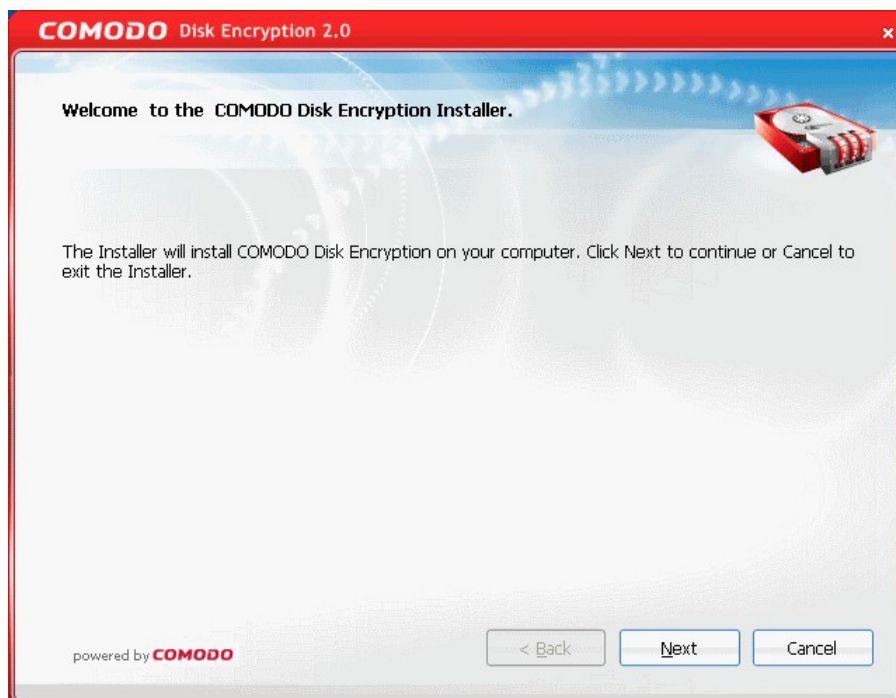 COMODO Disk Encryption 2.0
Welcome to the COMODO Disk Encryption Installer.
The Installer will install COMODO Disk Encryption on your computer. Click Next to continue or Cancel to
exit the Installer.
powered by COMODO
< Back
Next
Cancel